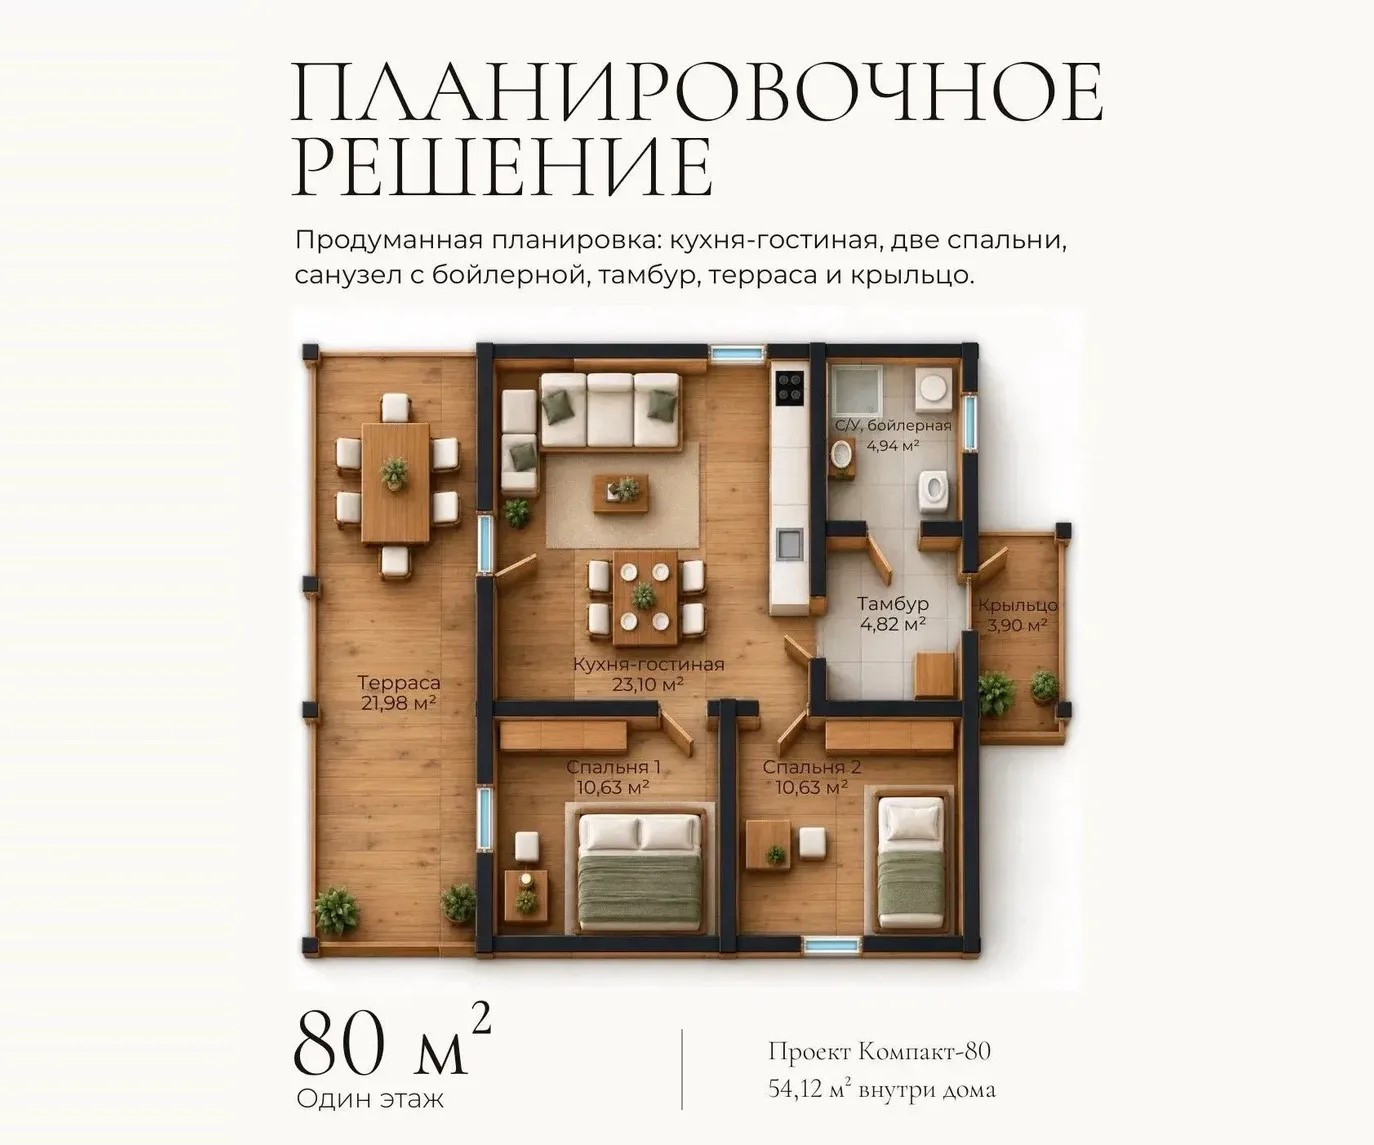 ПЛАНИРОВОЧНОЕ
РЕШЕНИЕ
Продуманная планировка: кухня-гостиная, две спальни,
санузел с бойлерной, тамбур, терраса и крыльцо.
С/У, бойлерная
4,94 м²
Тамбур
4,82 м²
Крыльцо
3,90 м²
Кухня-гостиная
23,10 м²
Терраса
21,98 м²
Спальня 1
10,63 м²
Спальня 2
10,63 м²
80 м²
Один этаж
Проект Компакт-80
54,12 м² внутри дома